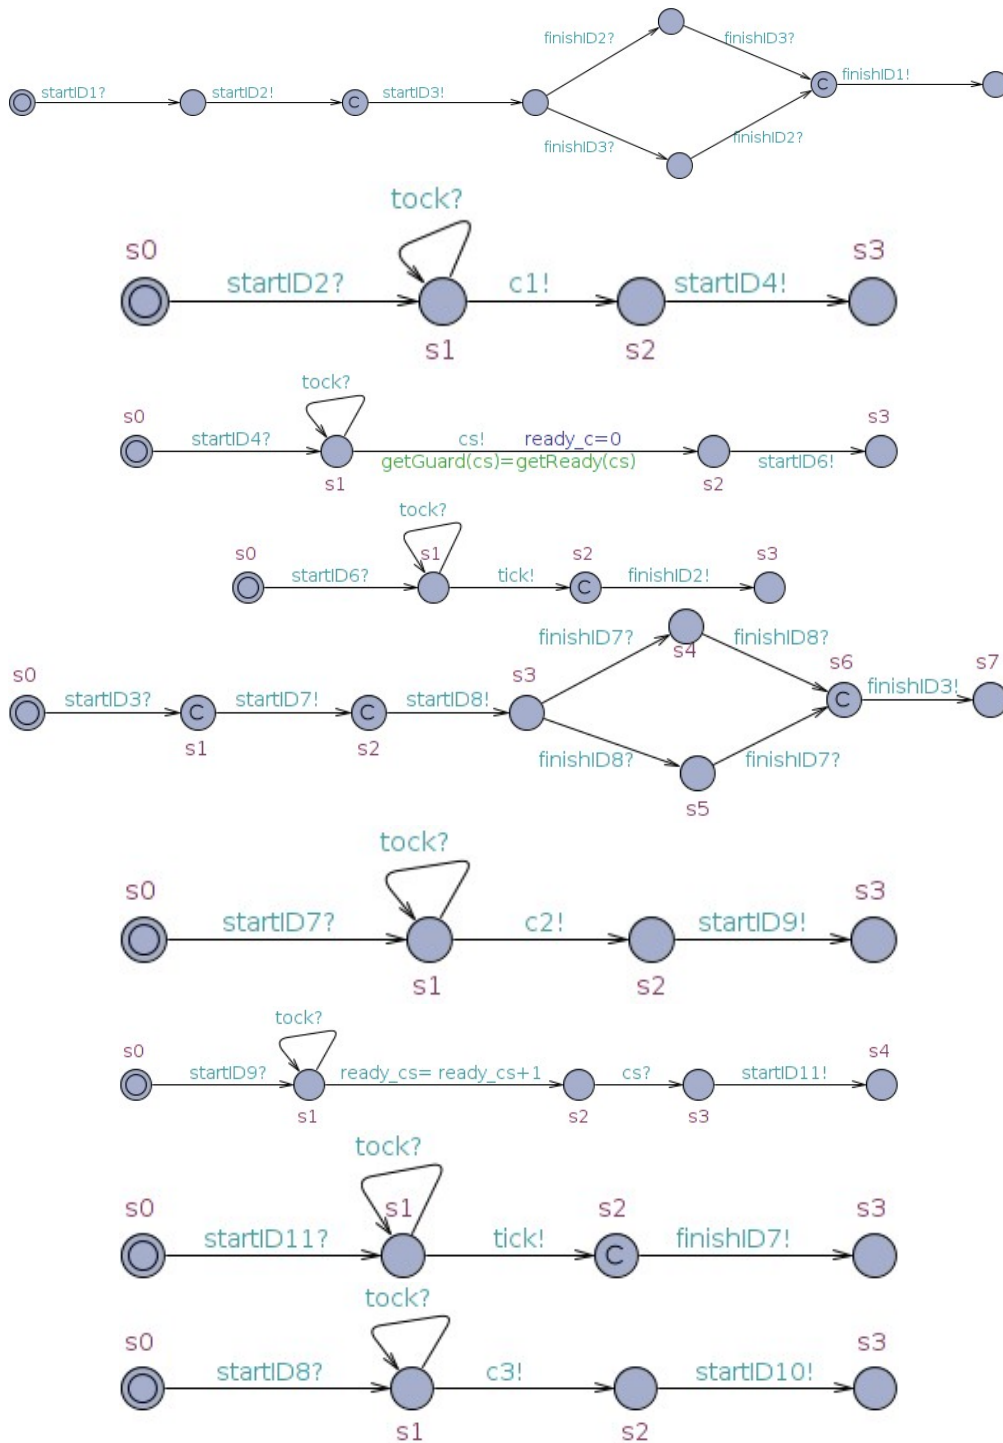 finishID2? finishID3?
startID1? startID2! C startID3! C finishID1!
finishID3? finishID2?
tock?
s0 s3
startID2? c1! startID4!
s1 s2
tock?
s0 s3
startID4? cs! ready_c=0
getGuard(cs)=getReady(cs) startID6!
s1 s2
tock?
s0 s1 s2 s3
startID6? tick! C finishID2!
finishID7? s4 finishID8?
s0 s3 s6 s7
startID3? C startID7! C startID8! C finishID3!
s1 s2 finishID8? finishID7?
s5
tock?
s0 s3
startID7? c2! startID9!
s1 s2
tock?
s0 s4
startID9? ready_cs= ready_cs+1 cs? startID11!
s1 s2 s3
tock?
s0 s1 s2 s3
startID11? tick! C finishID7!
tock?
s0 s3
startID8? c3! startID10!
s1 s2